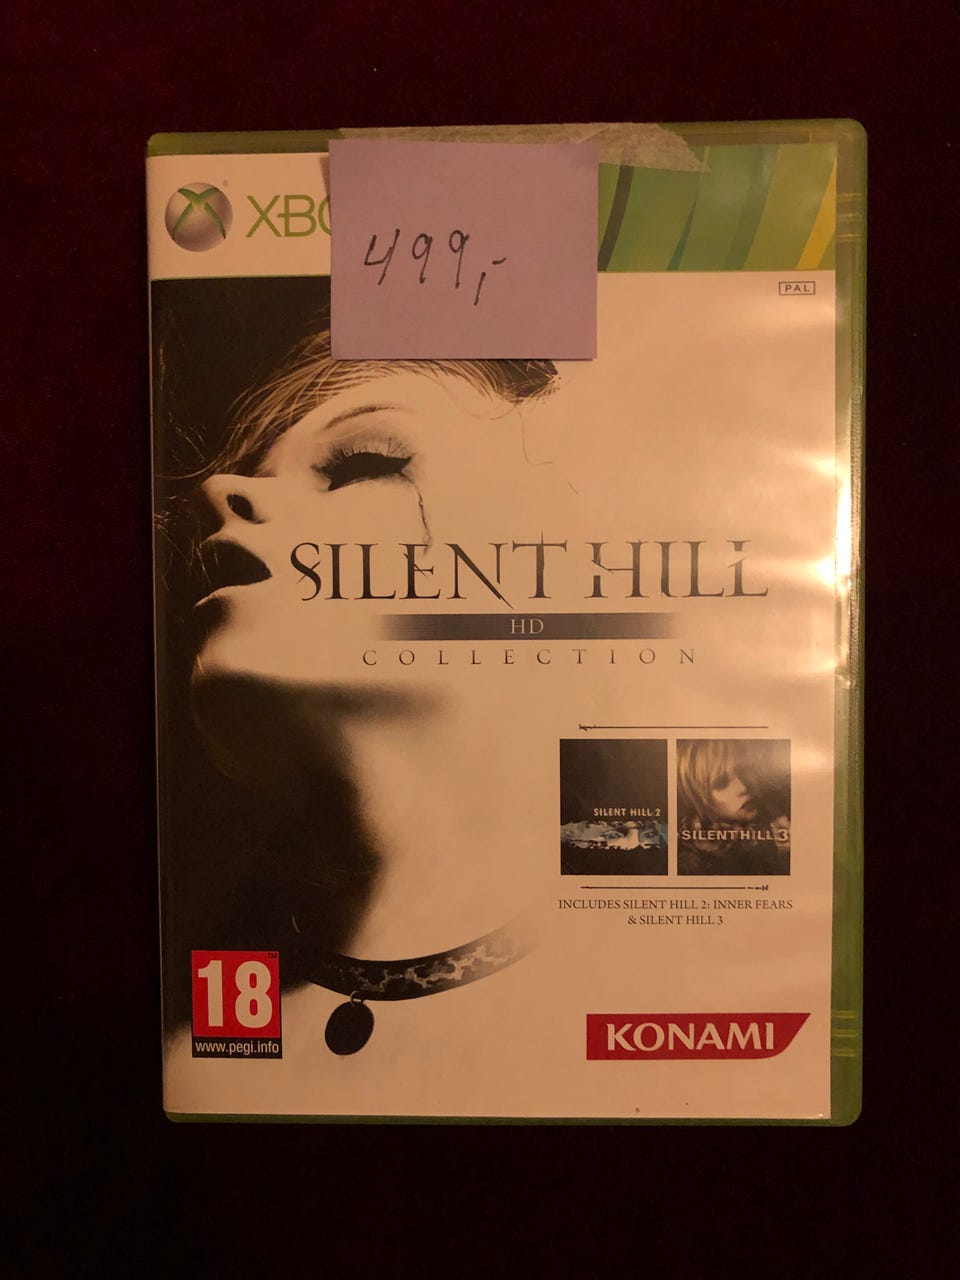 XBO
499,-
PAL
SILENT HILL
HD
COLLECTION
SILENT HILL 2
SILENT HILL 3
INCLUDES SILENT HILL 2: INNER FEARS
& SILENT HILL 3
18
www.pegi.info
KONAMI